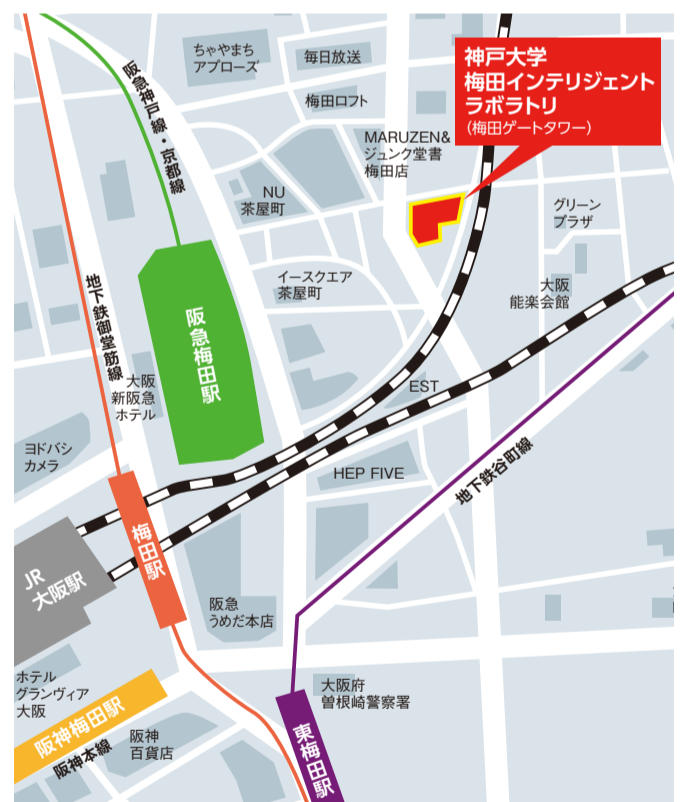 ちゃやまち
アプローズ
毎日放送
梅田ロフト
神戸大学
梅田インテリジェント
ラボラトリ
（梅田ゲートタワー）
阪急神戸線・京都線
MARUZEN&
ジュンク堂書
梅田店
NU
茶屋町
グリーン
プラザ
イースクエア
茶屋町
大阪
能楽会館
地下鉄御堂筋線
阪急梅田駅
大阪
新阪急
ホテル
EST
ヨドバシ
カメラ
HEP FIVE
地下鉄谷町線
梅田駅
JR
大阪駅
阪急
うめだ本店
ホテル
グランヴィア
大阪
大阪府
曽根崎警察署
阪神梅田駅
阪神本線
阪神
百貨店
東梅田駅